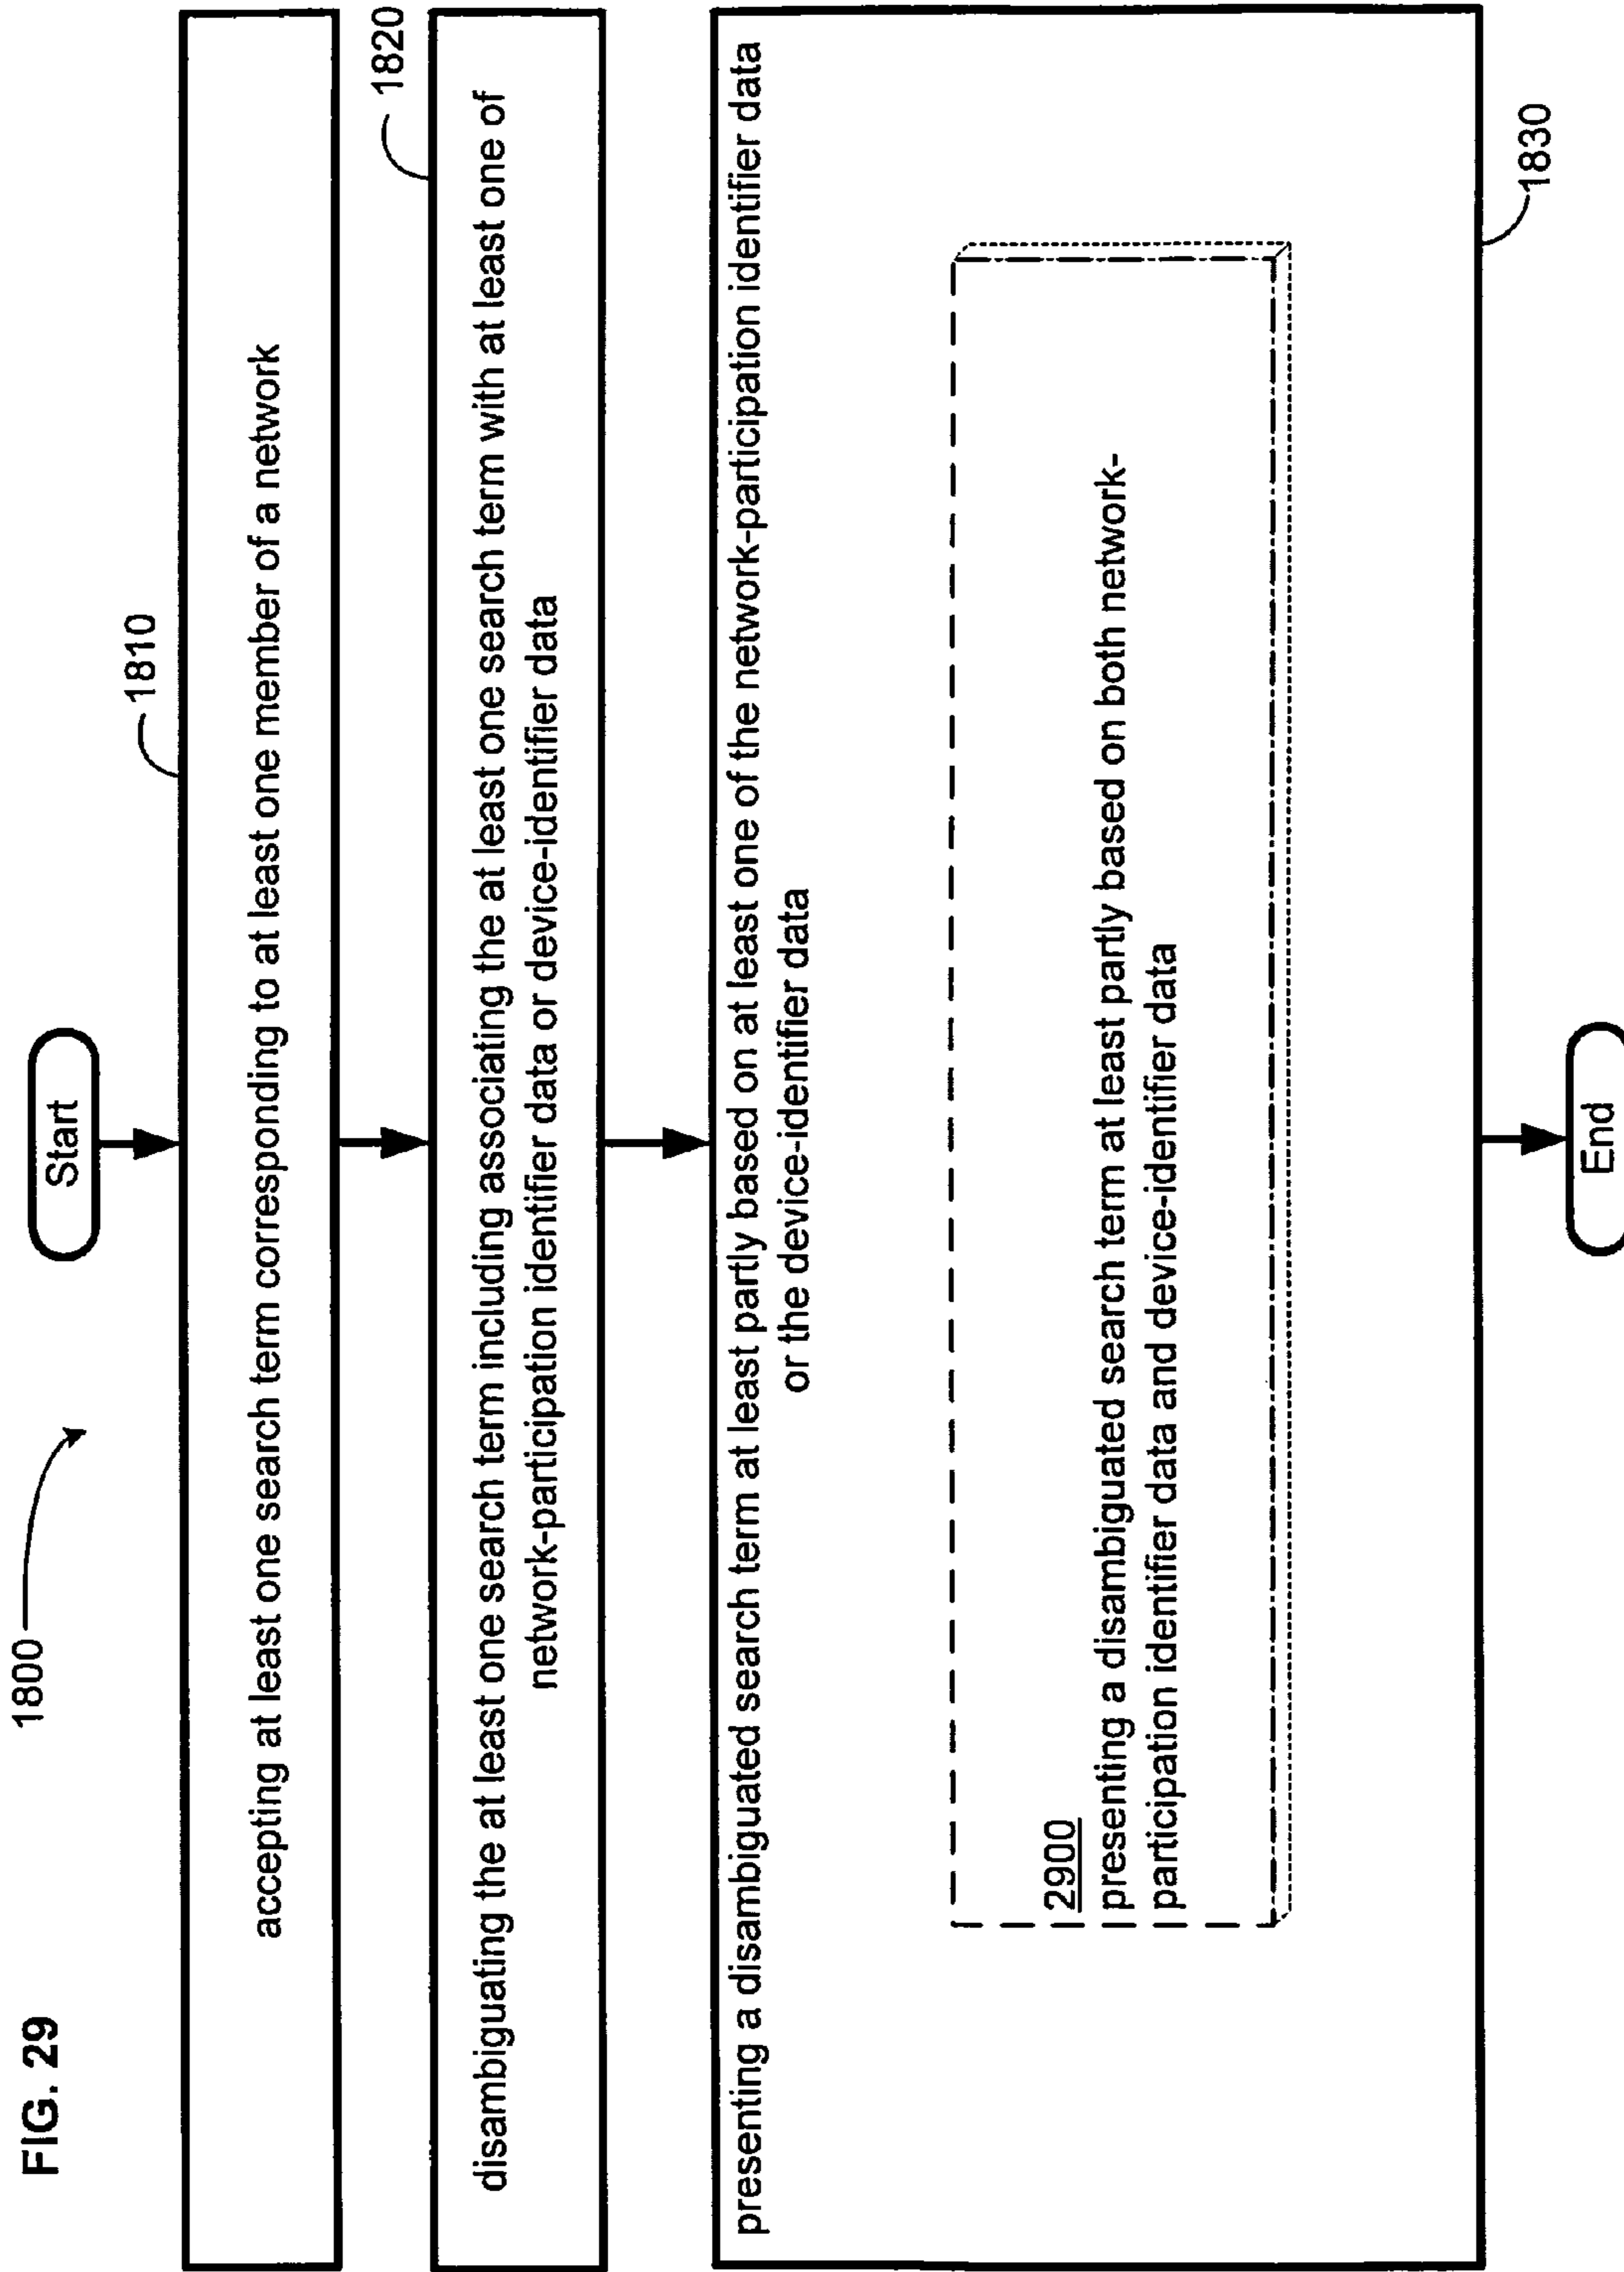 FIG. 29
1800
Start
1810
accepting at least one search term corresponding to at least one member of a network
1820
disambiguating the at least one search term including associating the at least one search term with at least one of
network-participation identifier data or device-identifier data
presenting a disambiguated search term at least partly based on at least one of the network-participation identifier data
or the device-identifier data
2900
presenting a disambiguated search term at least partly based on both network-
participation identifier data and device-identifier data
1830
End